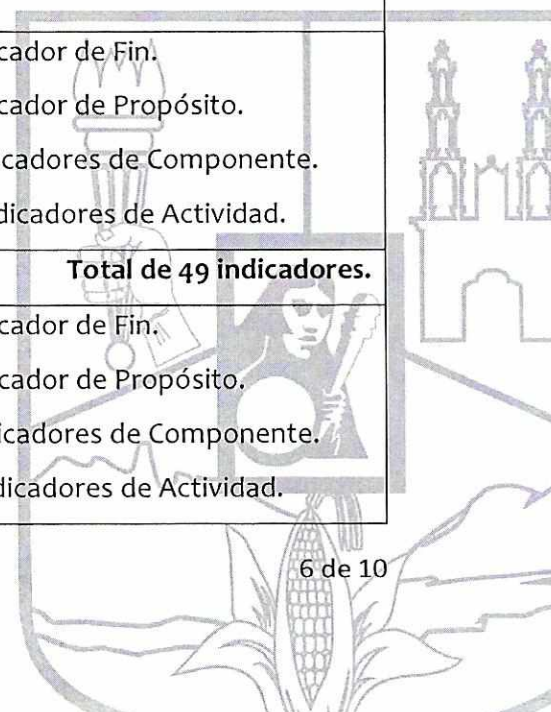 cador de Fin.
cador de Propósito.
icadores de Componente.
dicadores de Actividad.
Total de 49 indicadores.
cador de Fin.
cador de Propósito.
icadores de Componente.
dicadores de Actividad.
6 de 10